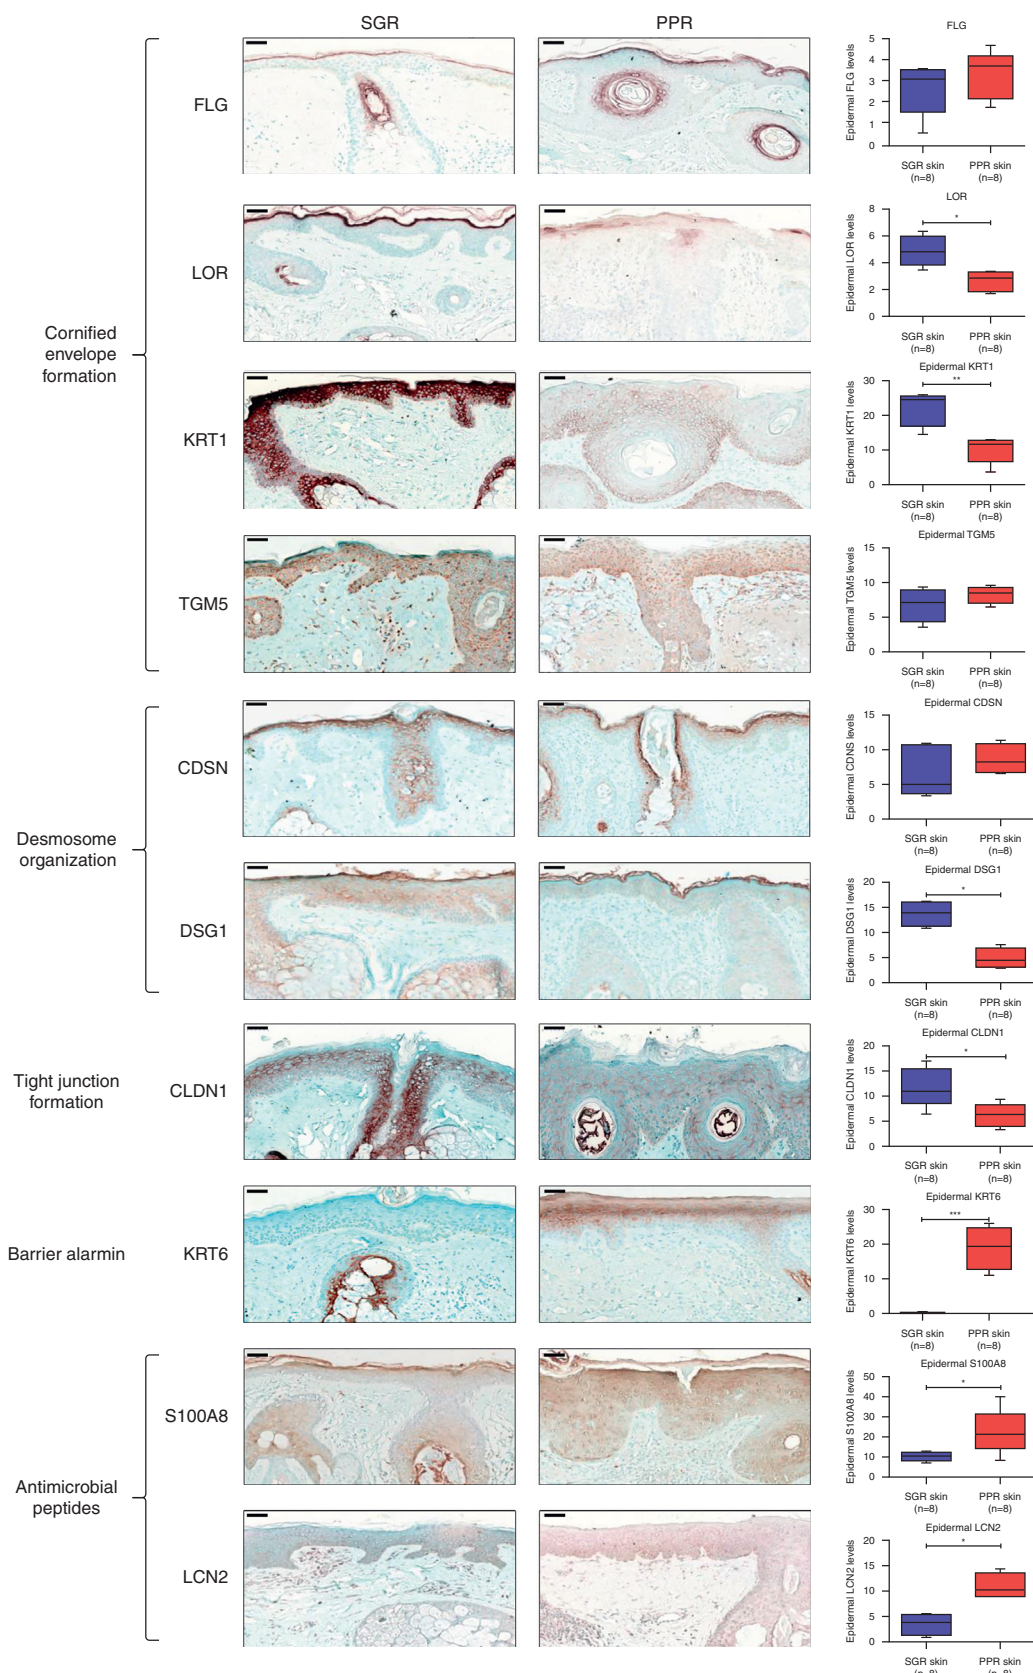 SGR
PPR
Cornified
envelope
formation
FLG
FLG
Epidermal FLG levels
5
4
3
2
1
0
SGR skin
(n=8)
PPR skin
(n=8)
LOR
LOR
*
Epidermal LOR levels
8
6
4
2
0
SGR skin
(n=8)
PPR skin
(n=8)
KRT1
Epidermal KRT1
**
Epidermal KRT1 levels
30
20
10
0
SGR skin
(n=8)
PPR skin
(n=8)
TGM5
Epidermal TGM5
Epidermal TGM5 levels
15
10
5
0
SGR skin
(n=8)
PPR skin
(n=8)
Desmosome
organization
CDSN
Epidermal CDSN
Epidermal CDNS levels
15
10
5
0
SGR skin
(n=8)
PPR skin
(n=8)
DSG1
Epidermal DSG1
*
Epidermal DSG1 levels
20
15
10
5
0
SGR skin
(n=8)
PPR skin
(n=8)
Tight junction
formation
CLDN1
Epidermal CLDN1
*
Epidermal CLDN1 levels
20
15
10
5
0
SGR skin
(n=8)
PPR skin
(n=8)
Barrier alarmin
KRT6
Epidermal KRT6
***
Epidermal KRT6 levels
30
20
10
0
SGR skin
(n=8)
PPR skin
(n=8)
Antimicrobial
peptides
S100A8
Epidermal S100A8
*
Epidermal S100A8 levels
50
40
30
20
10
0
SGR skin
(n=8)
PPR skin
(n=8)
LCN2
Epidermal LCN2
*
Epidermal LCN2 levels
20
15
10
5
0
SGR skin
(n=8)
PPR skin
(n=8)